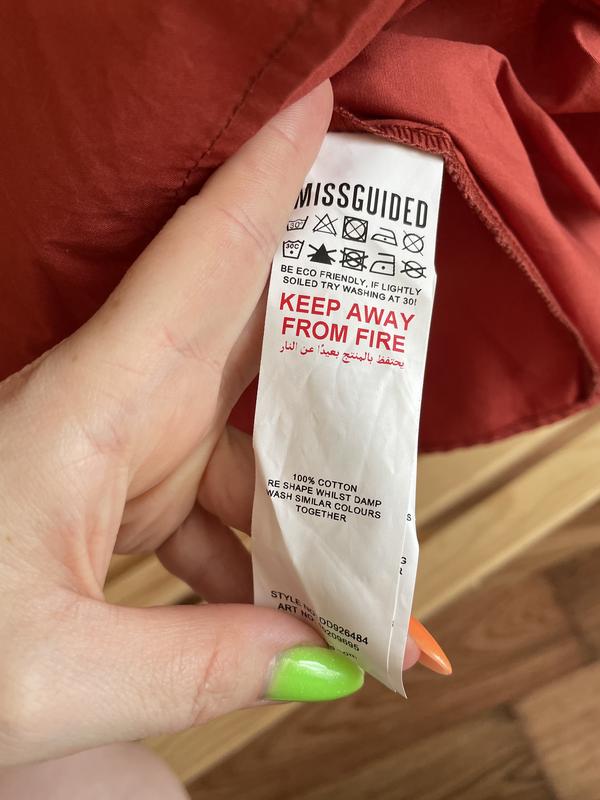 MISSGUIDED
30°
30C
BE ECO FRIENDLY, IF LIGHTLY
SOILED TRY WASHING AT 30!
KEEP AWAY
FROM FIRE
يحتفظ بالمنتج بعيدًا عن النار
100% COTTON
RE SHAPE WHILST DAMP
WASH SIMILAR COLOURS
TOGETHER
STYLE NO: DD926484
ART NO: